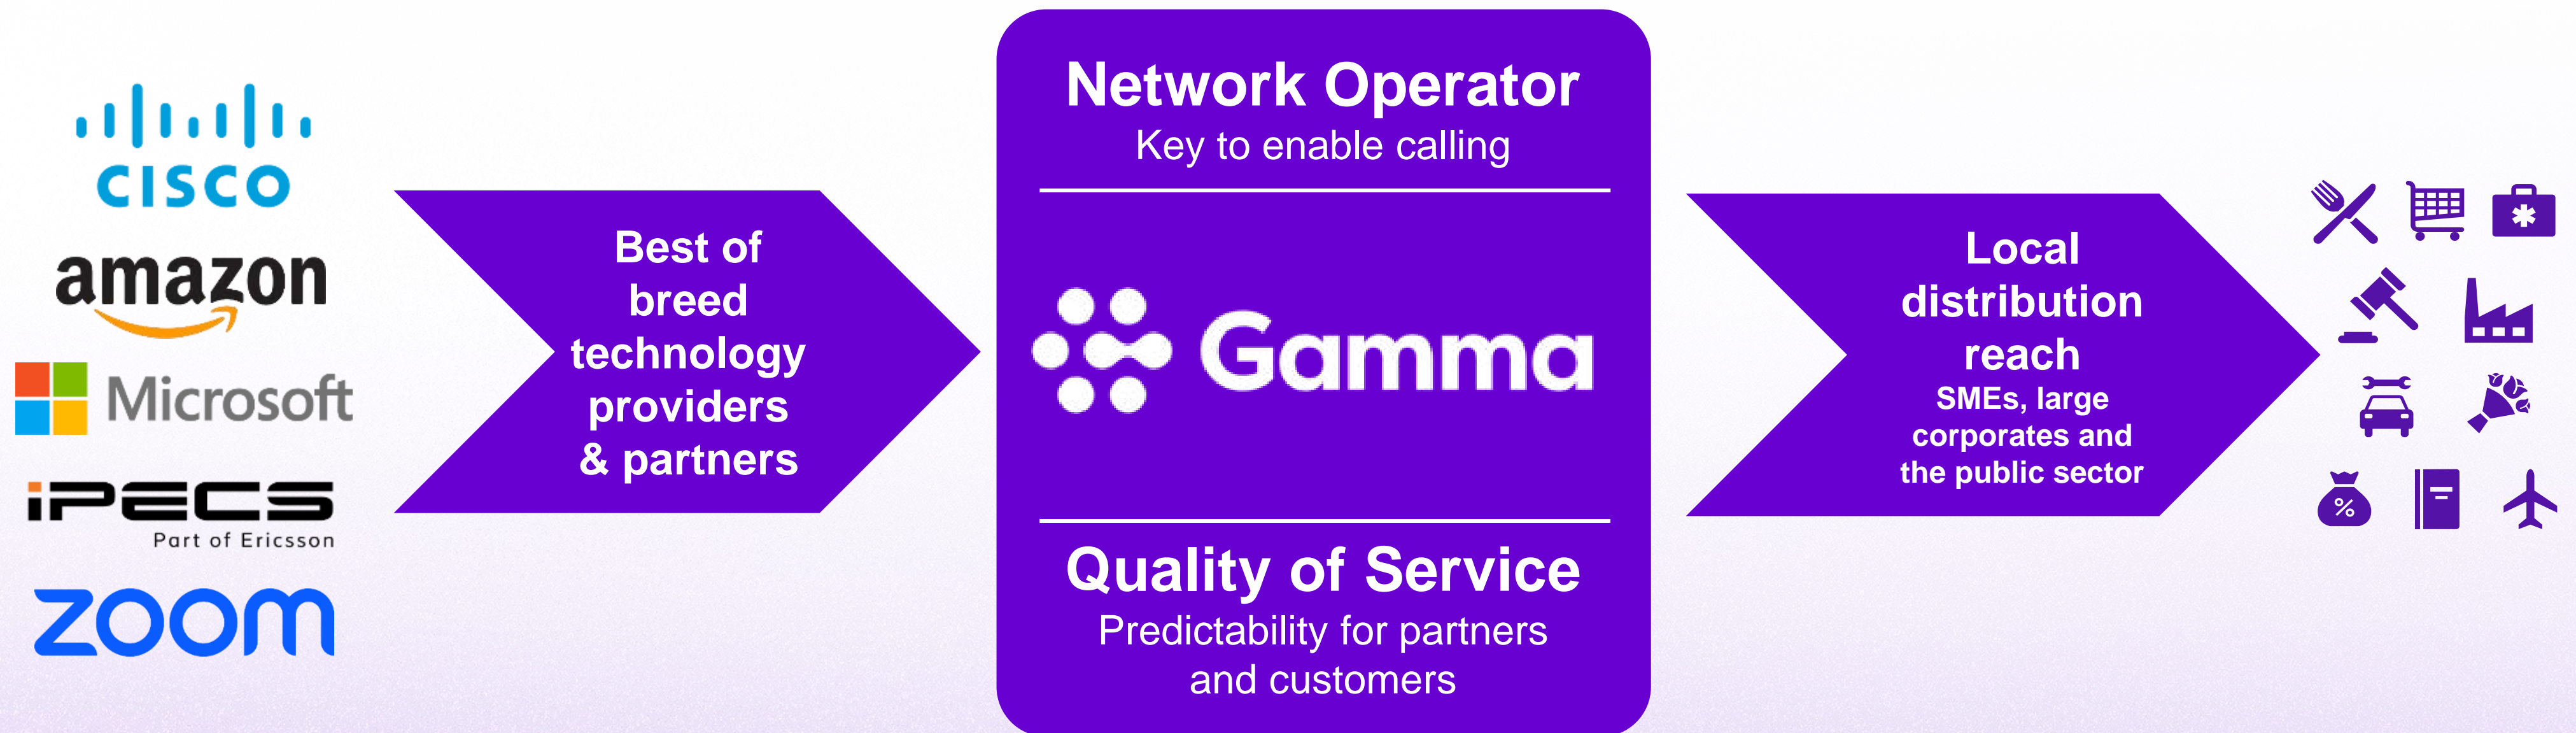 CISCO
amazon
Microsoft
iPECS
Part of Ericsson
zoom
Best of
breed
technology
providers
& partners
Network Operator
Key to enable calling
Gamma
Quality of Service
Predictability for partners
and customers
Local
distribution
reach
SMEs, large
corporates and
the public sector
%